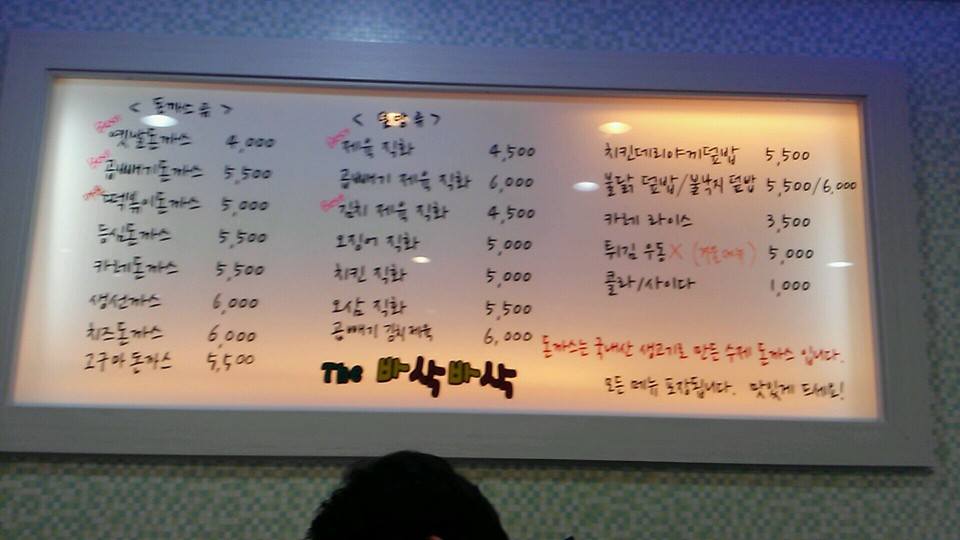 < 돈까스류 >
Best
옛날돈까스 4,000
Best
곱빼기돈까스 5,500
떡볶이돈까스 5,000
등심돈까스 5,500
카레돈까스 5,500
생선까스 6,000
치즈돈까스 6,000
고구마돈까스 5,500
< 덮밥류 >
Best
제육 직화 4,500
곱빼기 제육 직화 6,000
Best
김치 제육 직화 4,500
오징어 직화 5,000
치킨 직화 5,000
오삼 직화 5,500
곱빼기 김치제육 6,000
The 바삭바삭
치킨데리야끼덮밥 5,500
불닭 덮밥/불낙지 덮밥 5,500/6,000
카레 라이스 3,500
튀김 우동 X (겨울메뉴) 5,000
콜라/사이다 1,000
돈까스는 국내산 생고기로 만든 수제 돈까스 입니다.
모든 메뉴 포장됩니다. 맛있게 드세요!